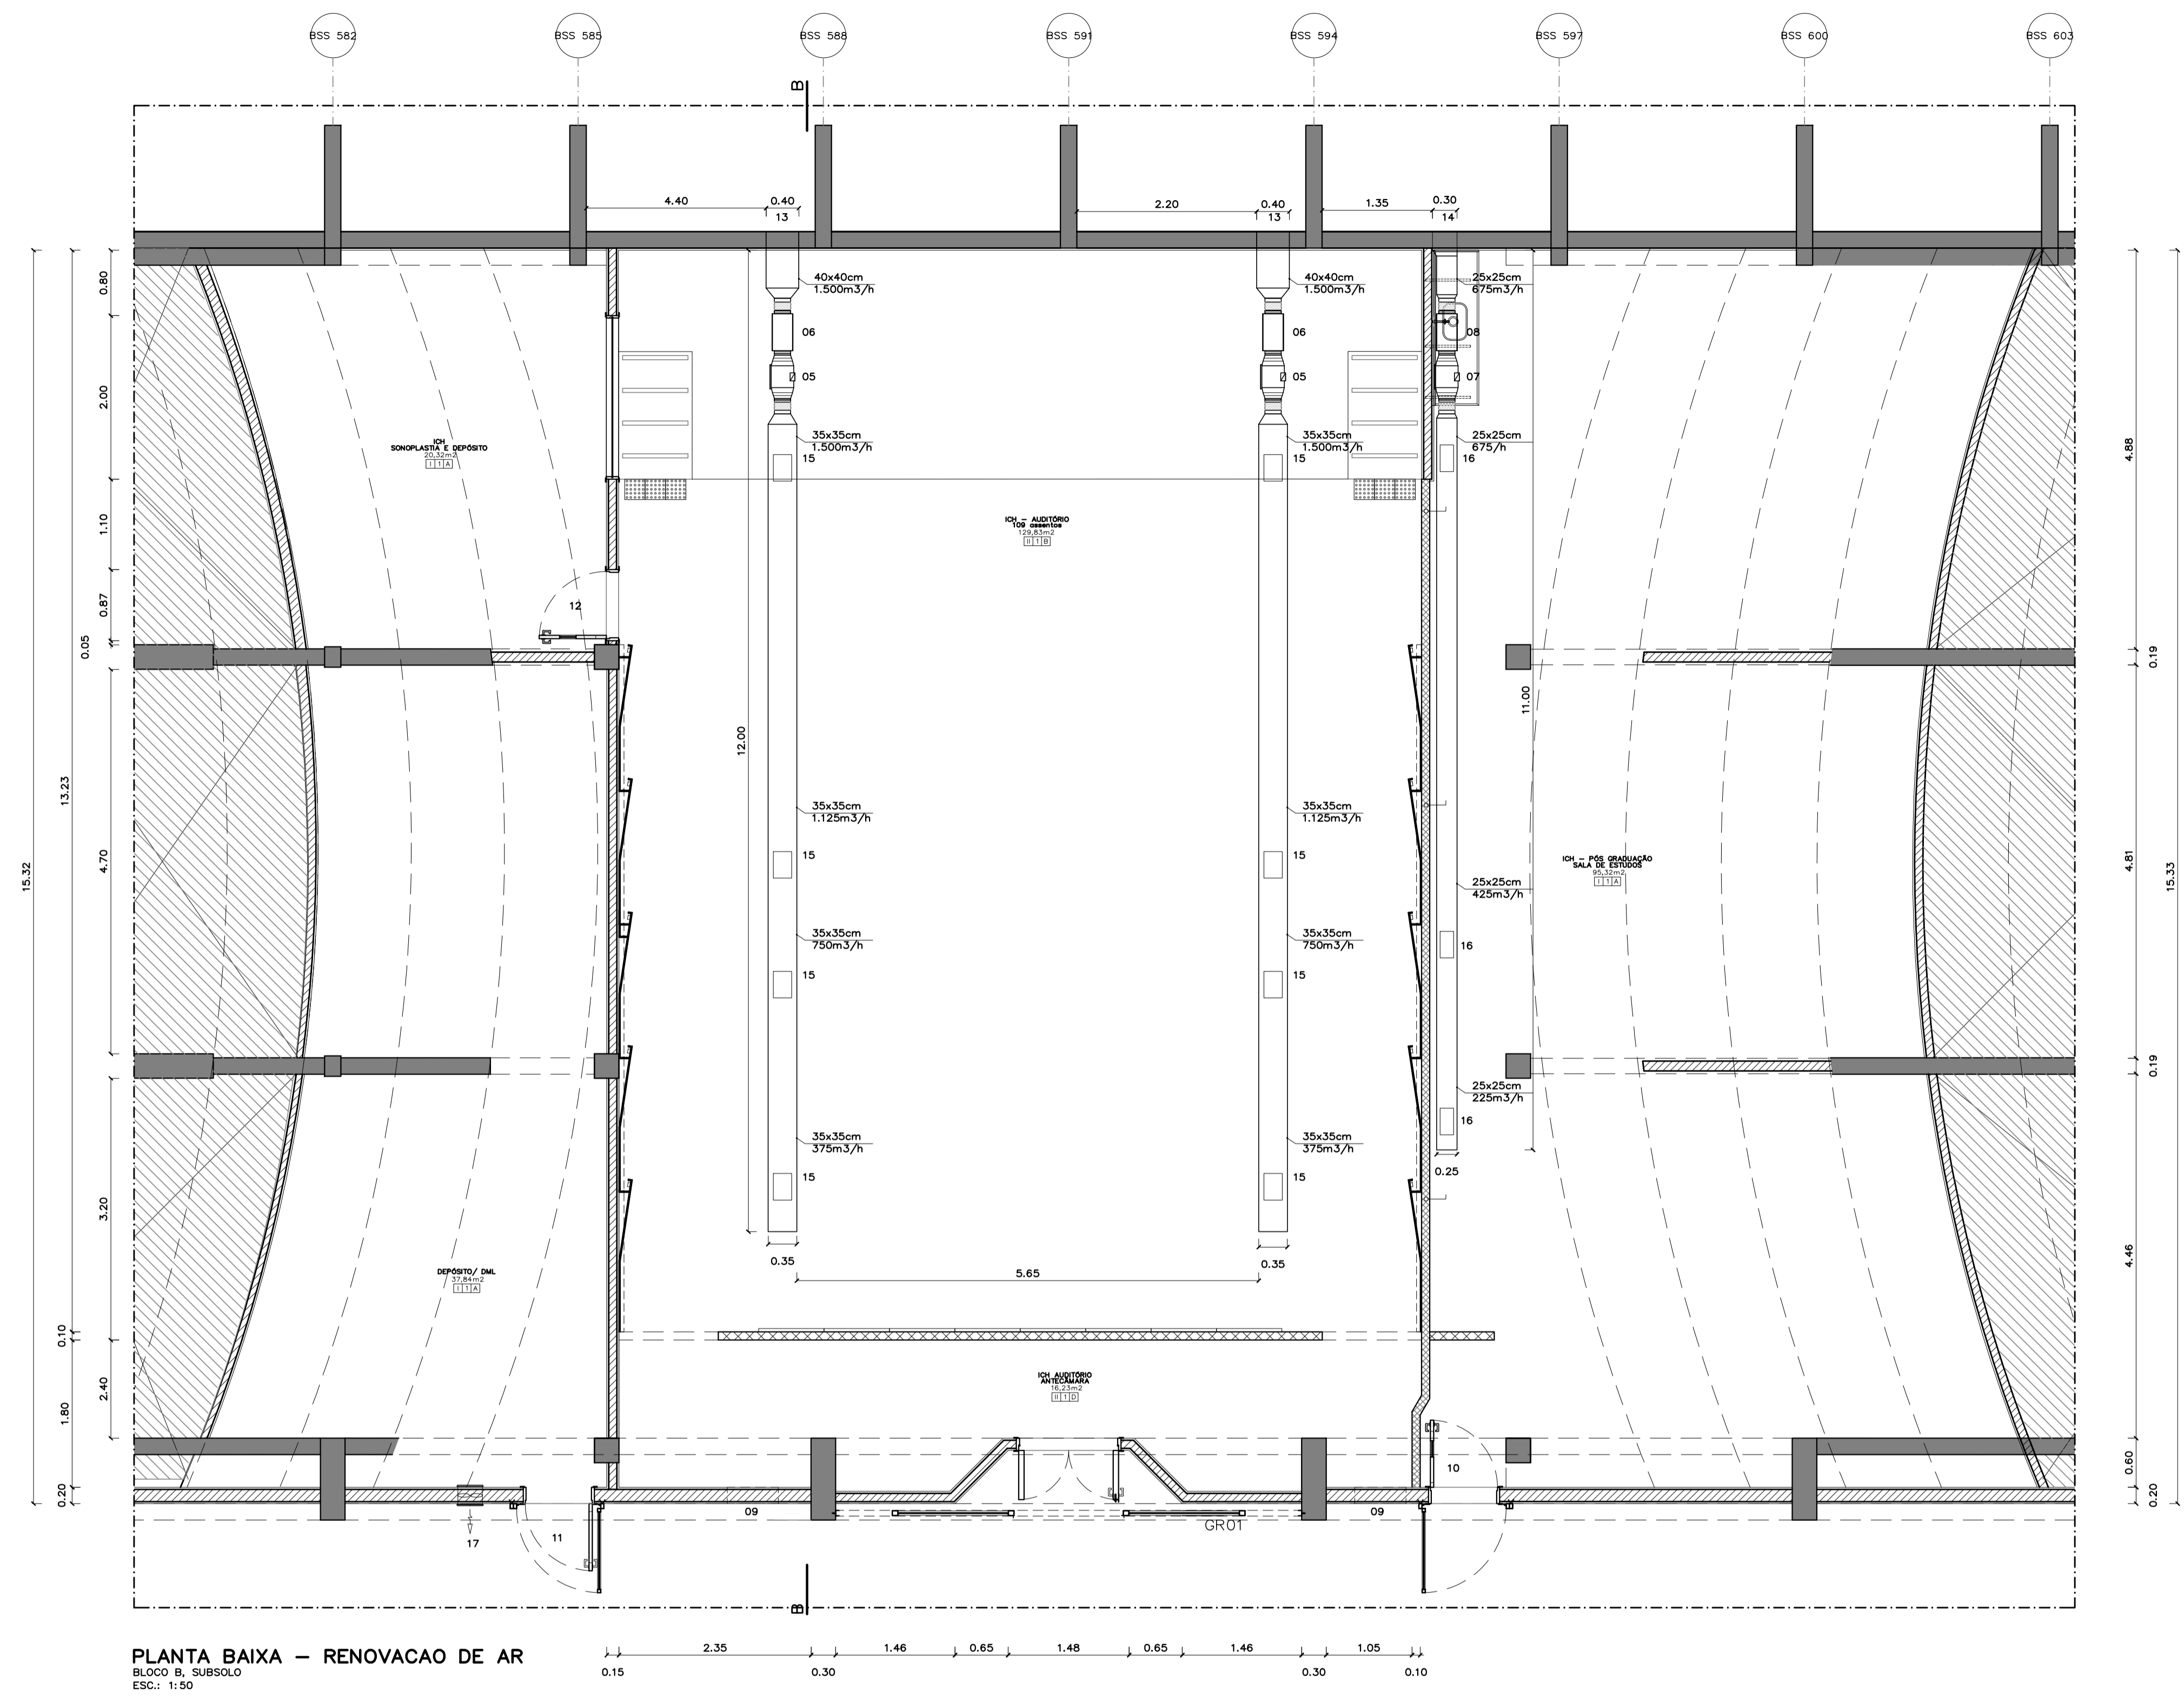 BSS 582
BSS 585
BSS 588
BSS 591
BSS 594
BSS 597
BSS 600
BSS 603
B
4.40
0.40
13
2.20
0.40
13
1.35
0.30
14
40x40cm
1.500m3/h
40x40cm
1.500m3/h
25x25cm
675m3/h
06
06
08
05
05
07
35x35cm
1.500m3/h
15
35x35cm
1.500m3/h
15
25x25cm
675/h
16
ICH
SONOPLASTIA E DEPÓSITO
20,32m2
I 1 A
ICH - AUDITÓRIO
109 assentos
129,83m2
II 1 B
12
12.00
11.00
35x35cm
1.125m3/h
35x35cm
1.125m3/h
15
15
ICH - PÓS GRADUAÇÃO
SALA DE ESTUDOS
95,32m2
I 1 A
25x25cm
425m3/h
35x35cm
750m3/h
35x35cm
750m3/h
16
15
15
25x25cm
225m3/h
16
35x35cm
375m3/h
35x35cm
375m3/h
15
15
0.25
0.35
0.35
5.65
DEPÓSITO/ DML
37,84m2
I 1 A
ICH AUDITÓRIO
ANTECÂMARA
16,23m2
II 1 D
10
09
09
GR01
11
17
B
15.32
13.23
0.10
1.80
0.20
0.80
2.00
1.10
0.87
0.05
4.70
3.20
2.40
4.88
0.19
4.81
0.19
4.46
0.60
0.20
15.33
0.15
2.35
0.30
1.46
0.65
1.48
0.65
1.46
0.30
1.05
0.10
PLANTA BAIXA - RENOVACAO DE AR
BLOCO B, SUBSOLO
ESC.: 1:50